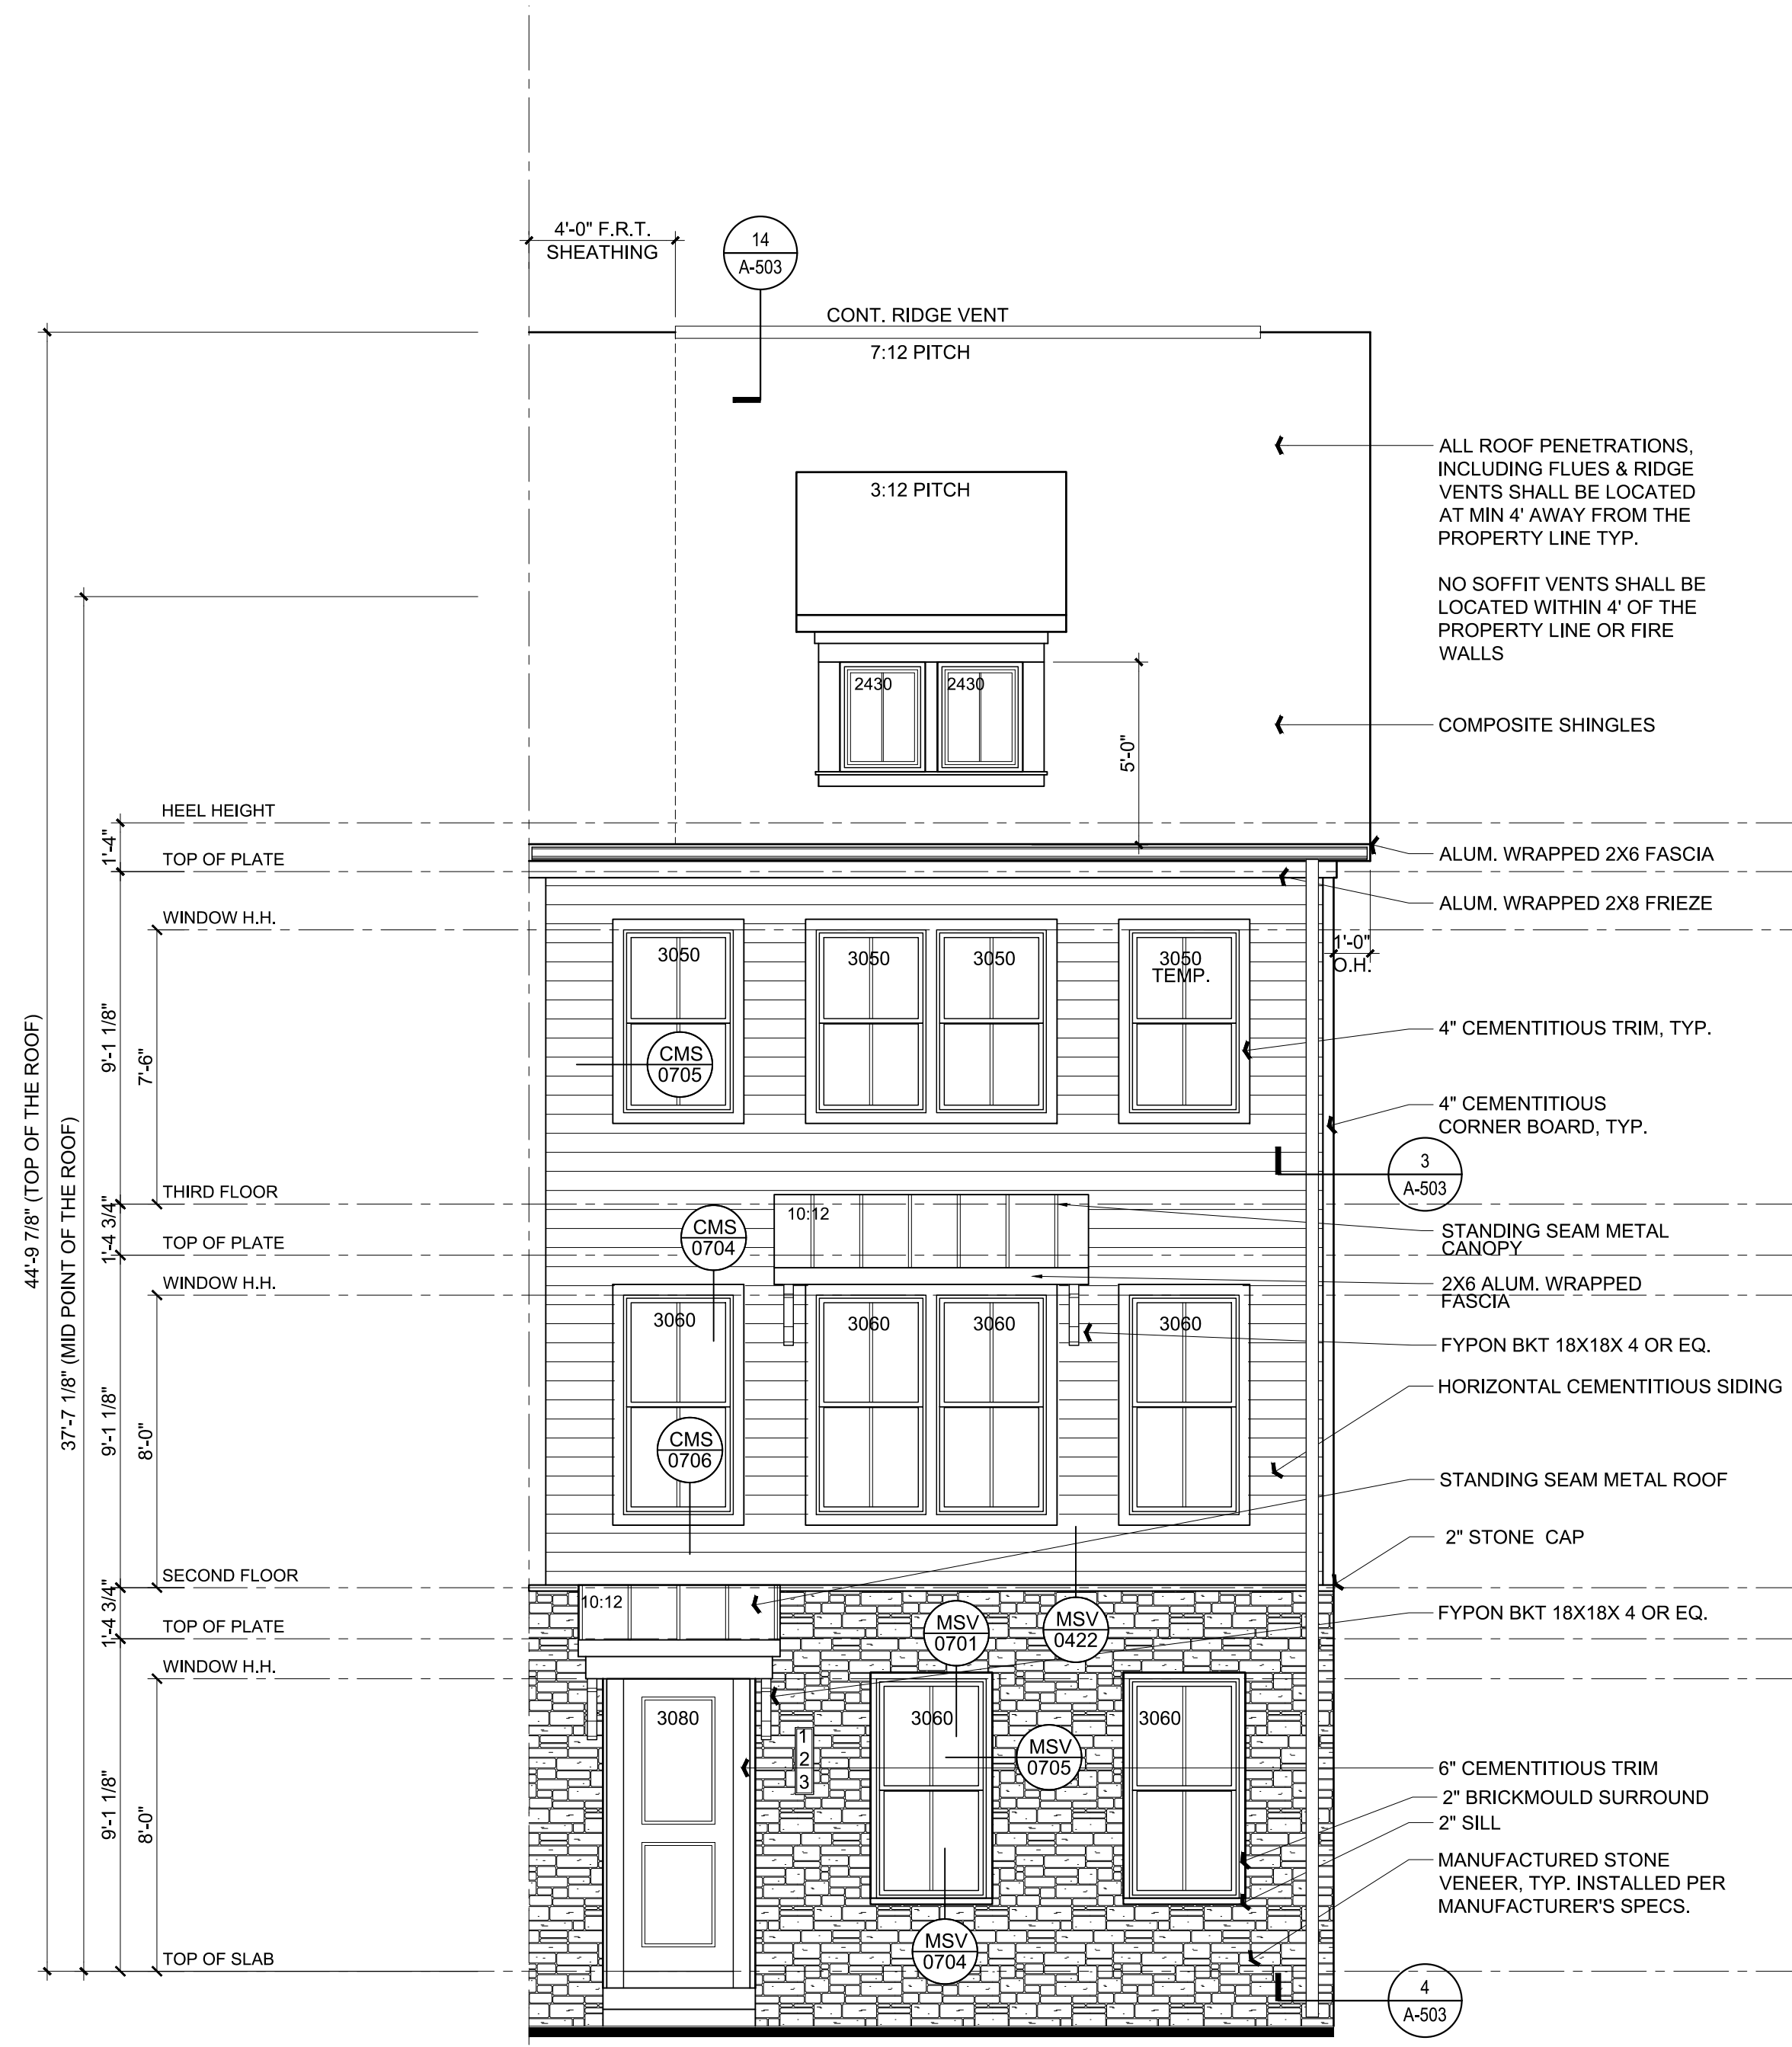 4'-0" F.R.T.
SHEATHING
14
A-503
CONT. RIDGE VENT
7:12 PITCH
3:12 PITCH
2430
2430
5'-0"
ALL ROOF PENETRATIONS,
INCLUDING FLUES & RIDGE
VENTS SHALL BE LOCATED
AT MIN 4' AWAY FROM THE
PROPERTY LINE TYP.
NO SOFFIT VENTS SHALL BE
LOCATED WITHIN 4' OF THE
PROPERTY LINE OR FIRE
WALLS
COMPOSITE SHINGLES
44'-9 7/8" (TOP OF THE ROOF)
37'-7 1/8" (MID POINT OF THE ROOF)
HEEL HEIGHT
1'-4"
TOP OF PLATE
WINDOW H.H.
9'-1 1/8"
7'-6"
THIRD FLOOR
1'-4 3/4"
TOP OF PLATE
WINDOW H.H.
9'-1 1/8"
8'-0"
SECOND FLOOR
1'-4 3/4"
TOP OF PLATE
WINDOW H.H.
9'-1 1/8"
8'-0"
TOP OF SLAB
3050
3050
3050
3050
TEMP.
1'-0"
O.H.
CMS
0705
10:12
CMS
0704
3060
3060
3060
3060
CMS
0706
10:12
MSV
0701
MSV
0422
3080
1
2
3
3060
3060
MSV
0705
MSV
0704
ALUM. WRAPPED 2X6 FASCIA
ALUM. WRAPPED 2X8 FRIEZE
4" CEMENTITIOUS TRIM, TYP.
4" CEMENTITIOUS
CORNER BOARD, TYP.
3
A-503
STANDING SEAM METAL
CANOPY
2X6 ALUM. WRAPPED
FASCIA
FYPON BKT 18X18X 4 OR EQ.
HORIZONTAL CEMENTITIOUS SIDING
STANDING SEAM METAL ROOF
2" STONE CAP
FYPON BKT 18X18X 4 OR EQ.
6" CEMENTITIOUS TRIM
2" BRICKMOULD SURROUND
2" SILL
MANUFACTURED STONE
VENEER, TYP. INSTALLED PER
MANUFACTURER'S SPECS.
4
A-503